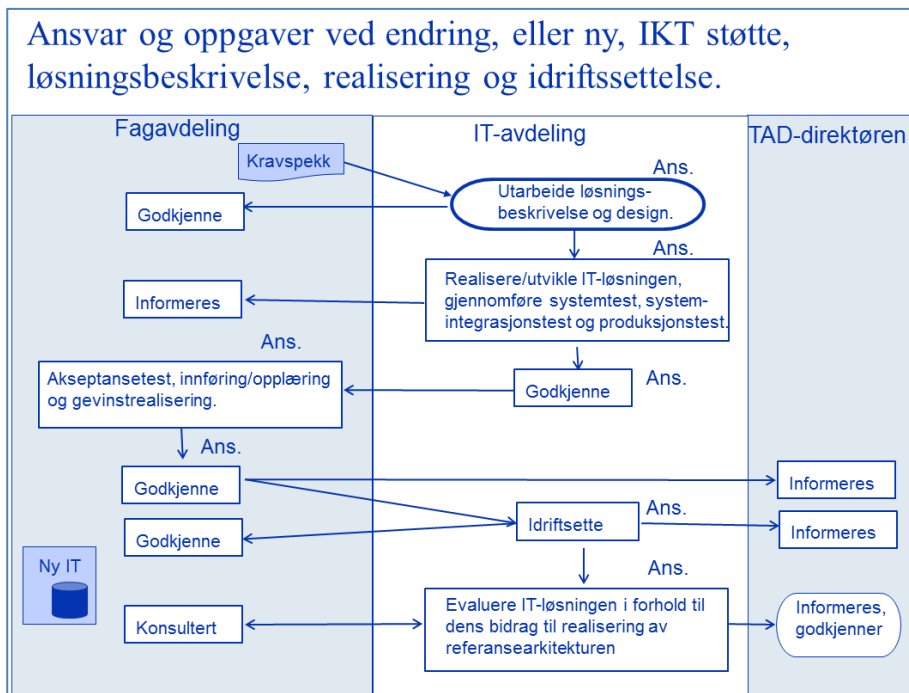 Ansvar og oppgaver ved endring, eller ny, IKT støtte,
løsningsbeskrivelse, realisering og idriftssettelse.
Fagavdeling
IT-avdeling
TAD-direktøren
Kravspekk
Ans.
Utarbeide løsnings-
beskrivelse og design.
Godkjenne
Ans.
Realisere/utvikle IT-løsningen,
gjennomføre systemtest, system-
integrasjonstest og produksjonstest.
Informeres
Ans.
Akseptansetest, innføring/opplæring
og gevinstrealisering.
Godkjenne
Ans.
Ans.
Godkjenne
Informeres
Ans.
Idriftsette
Informeres
Godkjenne
Ny IT
Ans.
Evaluere IT-løsningen i forhold til
dens bidrag til realisering av
referansearkitekturen
Konsultert
Informeres,
godkjenner